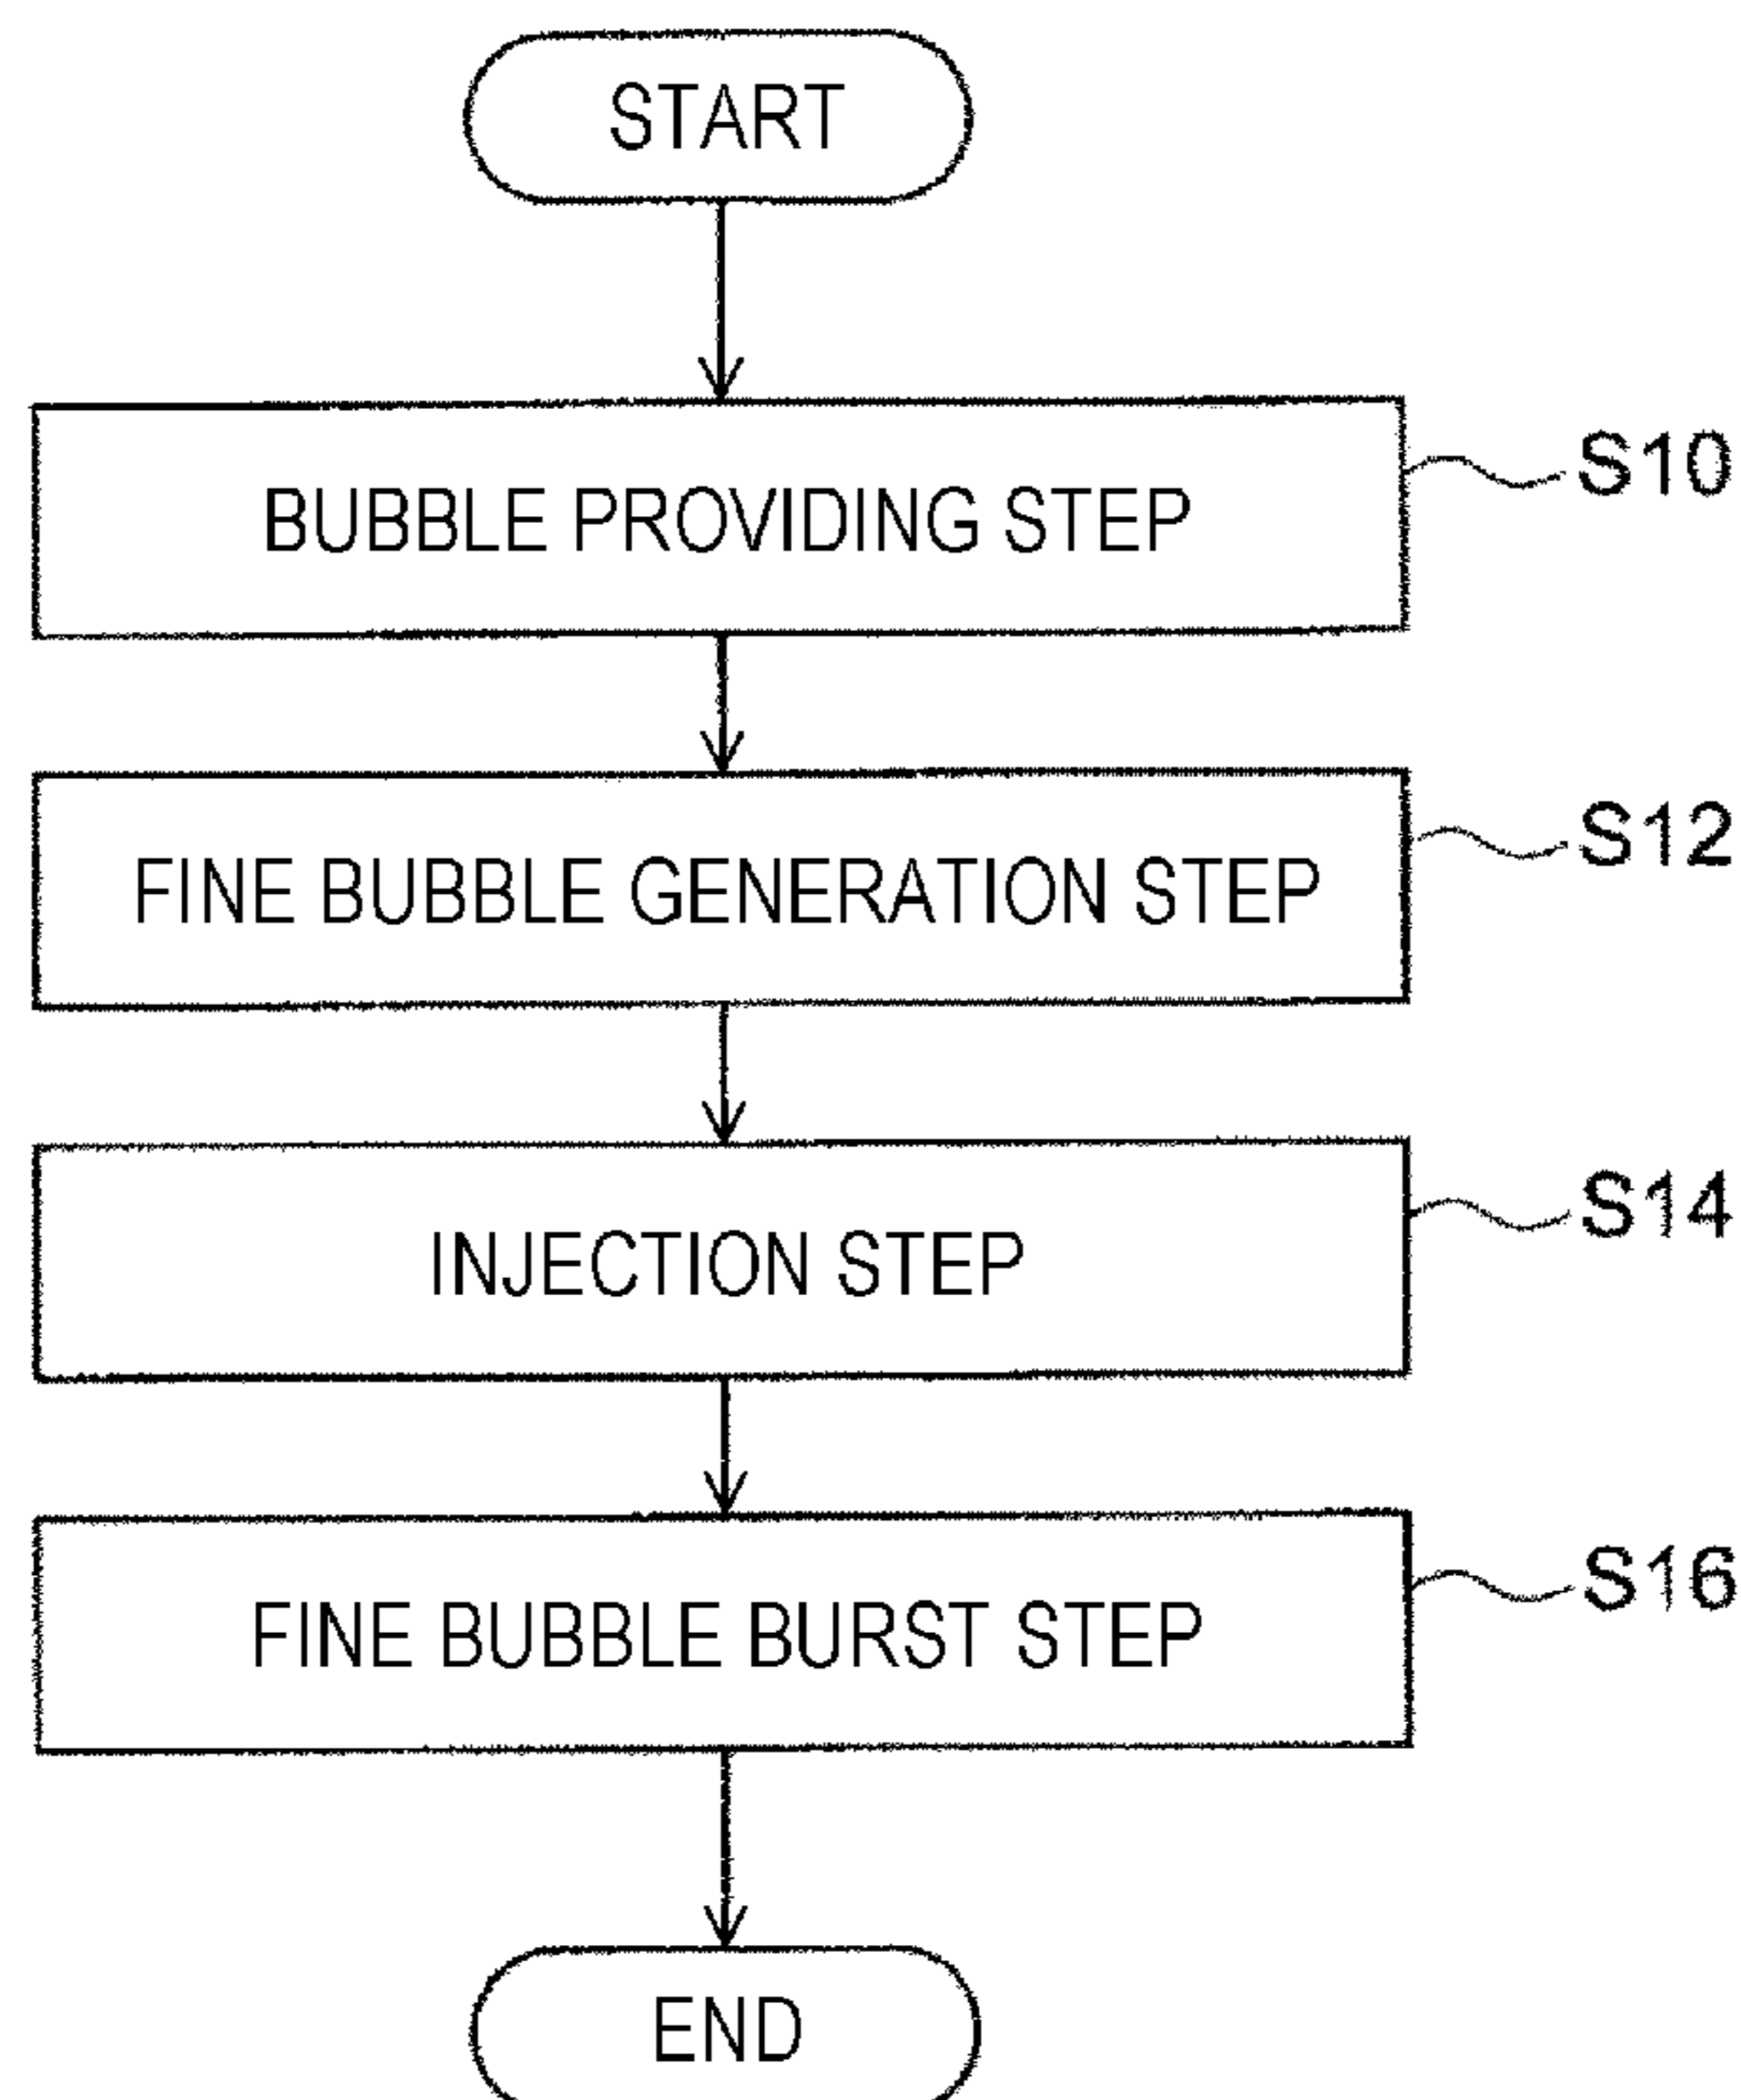 START
BUBBLE PROVIDING STEP
S10
FINE BUBBLE GENERATION STEP
S12
INJECTION STEP
S14
FINE BUBBLE BURST STEP
S16
END